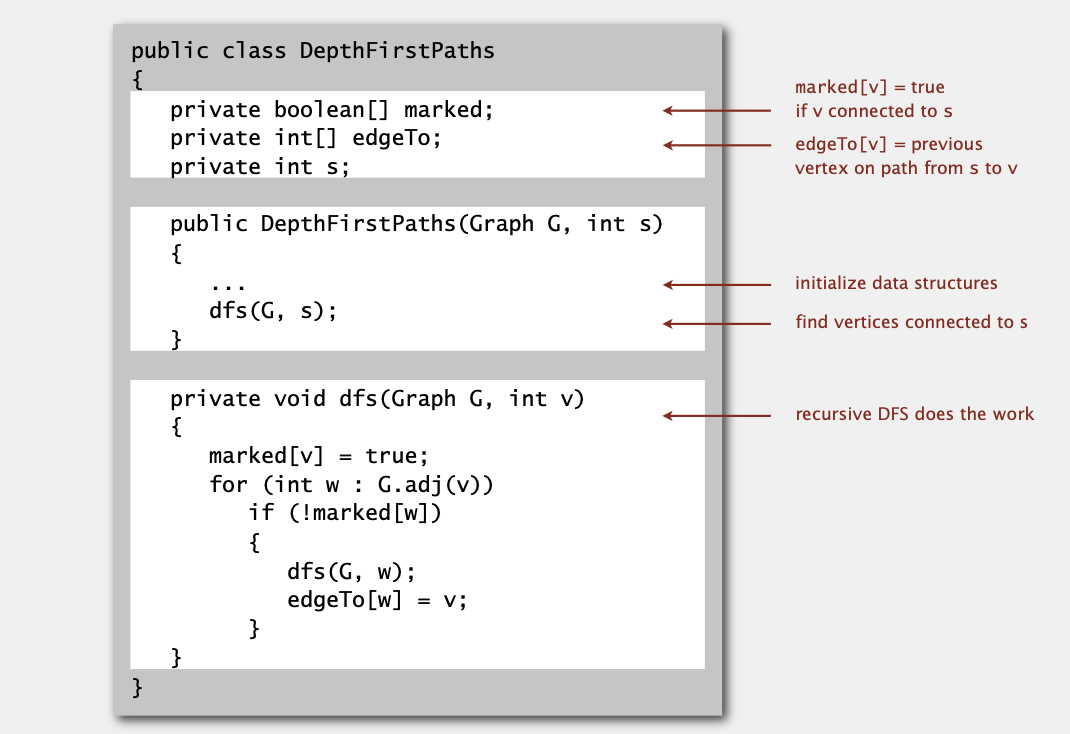 public class DepthFirstPaths
{
   private boolean[] marked;
   private int[] edgeTo;
   private int s;
   public DepthFirstPaths(Graph G, int s)
   {
      ...
      dfs(G, s);
   }
   private void dfs(Graph G, int v)
   {
      marked[v] = true;
      for (int w : G.adj(v))
         if (!marked[w])
         {
            dfs(G, w);
            edgeTo[w] = v;
         }
   }
}
marked[v] = true
if v connected to s
edgeTo[v] = previous
vertex on path from s to v
initialize data structures
find vertices connected to s
recursive DFS does the work